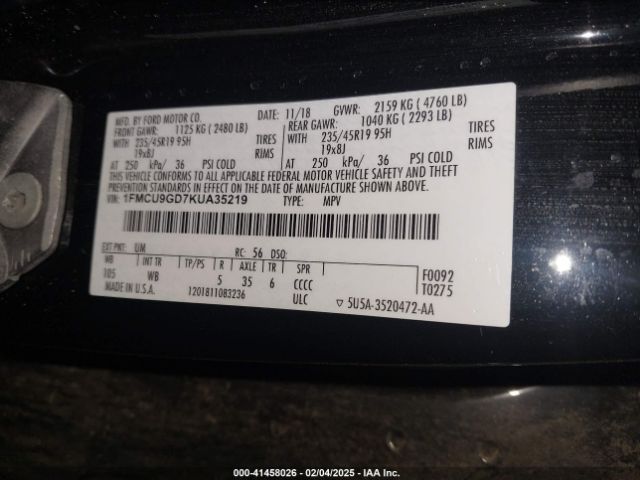 MFD. BY FORD MOTOR CO. DATE: 11/18 GVWR: 2159 KG ( 4760 LB)
FRONT GAWR: 1125 KG ( 2480 LB) REAR GAWR: 1040 KG ( 2293 LB)
WITH 235/45R19 95H TIRES WITH 235/45R19 95H TIRES
19x8J RIMS 19x8J RIMS
AT 250 kPa/ 36 PSI COLD AT 250 kPa/ 36 PSI COLD
THIS VEHICLE CONFORMS TO ALL APPLICABLE FEDERAL MOTOR VEHICLE SAFETY AND THEFT
PREVENTION STANDARDS IN EFFECT ON THE DATE OF MANUFACTURE SHOWN ABOVE.
VIN: 1FMCU9GD7KUA35219 TYPE: MPV
EXT PNT: UM RC: 56 DSO:
WB INT TR TP/PS R AXLE TR SPR F0092
105 WB 5 35 6 CCCC T0275
MADE IN U.S.A. 12018110B3236 ULC ▽ 5U5A-3520472-AA
000-41458026 - 02/04/2025 - IAA Inc.